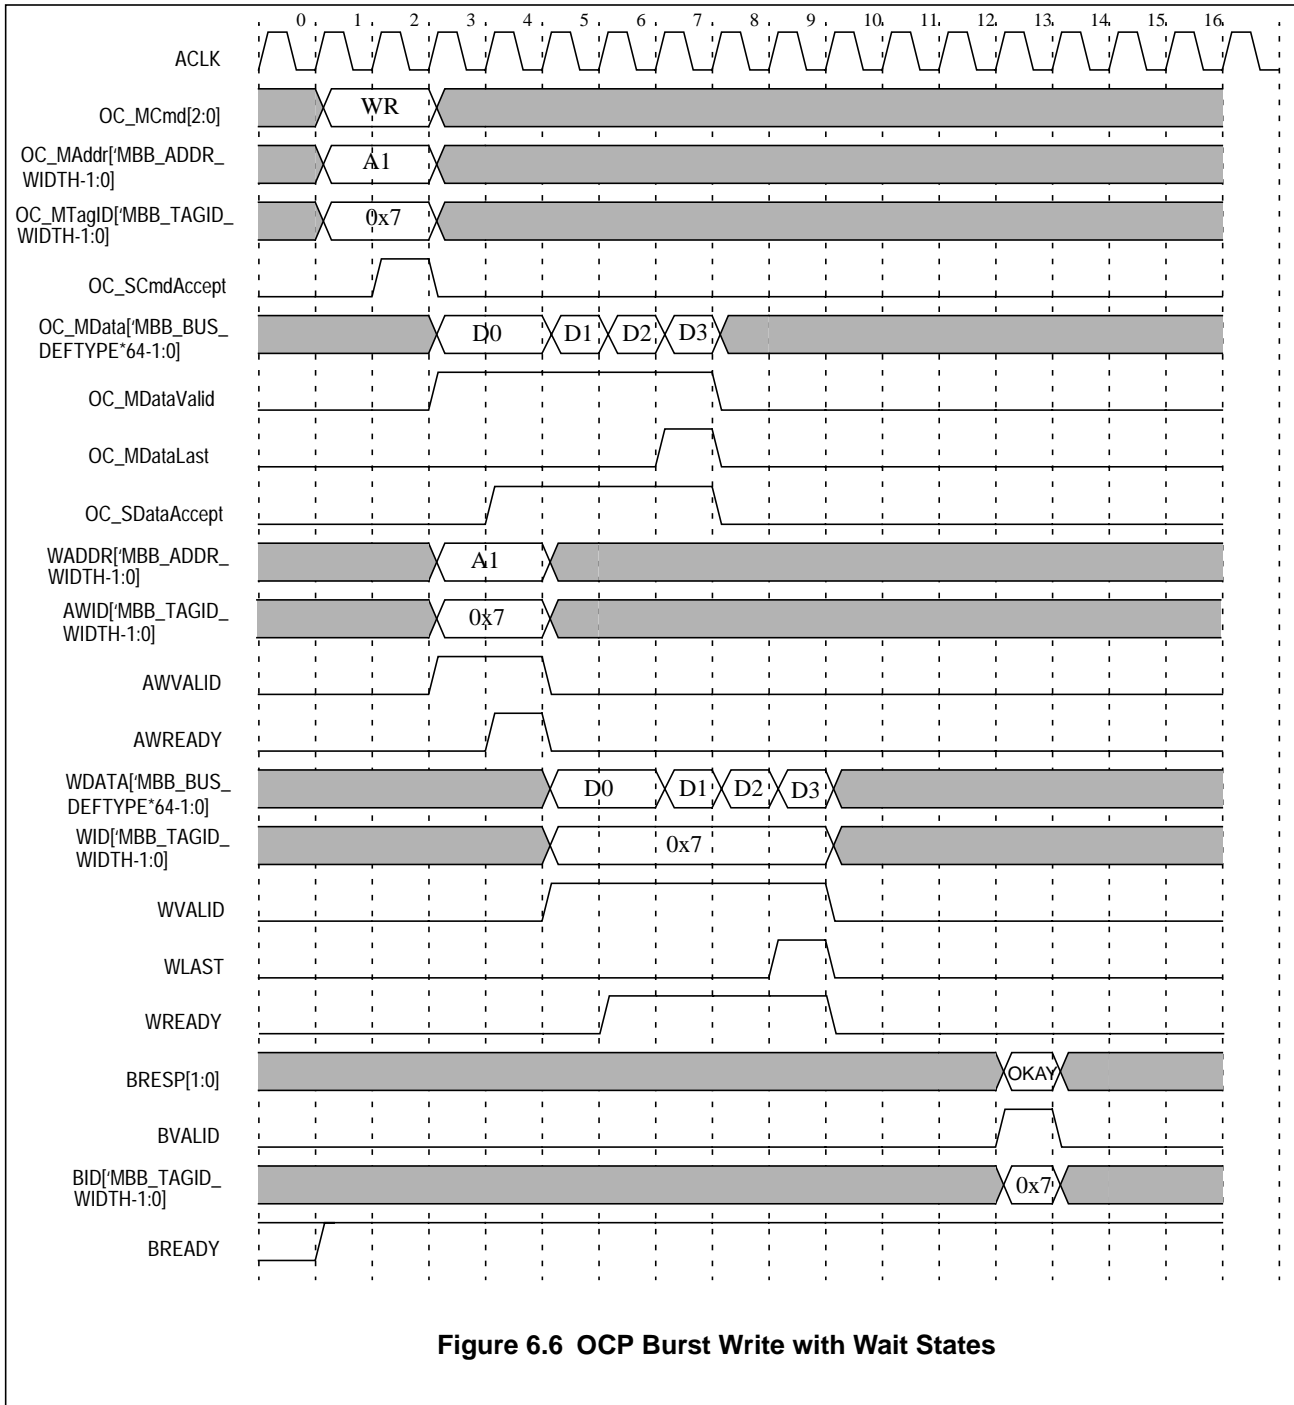 0 1 2 3 4 5 6 7 8 9 10 11 12 13 14 15 16
ACLK
OC_MCmd[2:0] WR
OC_MAddr[‘MBB_ADDR_
WIDTH-1:0] A1
OC_MTagID[‘MBB_TAGID_
WIDTH-1:0] 0x7
OC_SCmdAccept
OC_MData[‘MBB_BUS_
DEFTYPE*64-1:0] D0 D1 D2 D3
OC_MDataValid
OC_MDataLast
OC_SDataAccept
WADDR[‘MBB_ADDR_
WIDTH-1:0] A1
AWID[‘MBB_TAGID_
WIDTH-1:0] 0x7
AWVALID
AWREADY
WDATA[‘MBB_BUS_
DEFTYPE*64-1:0] D0 D1 D2 D3
WID[‘MBB_TAGID_
WIDTH-1:0] 0x7
WVALID
WLAST
WREADY
BRESP[1:0] OKAY
BVALID
BID[‘MBB_TAGID_
WIDTH-1:0] 0x7
BREADY
Figure 6.6 OCP Burst Write with Wait States